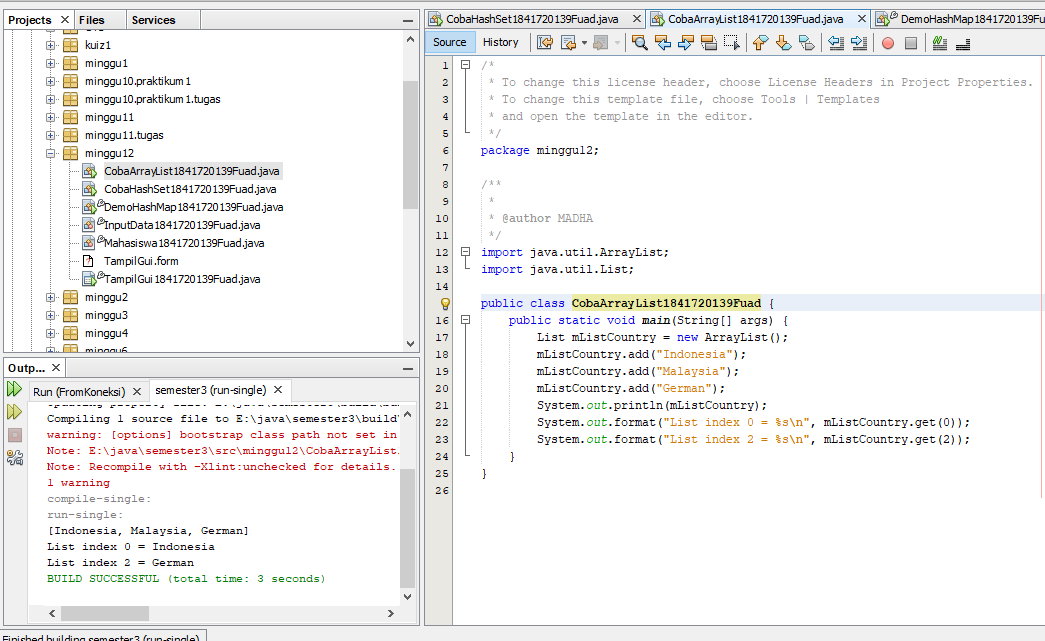 Projects
Files
Services
kuiz1
minggu1
minggu10.praktikum1
minggu10.praktikum1.tugas
minggu11
minggu11.tugas
minggu12
CobaArrayList1841720139Fuad.java
CobaHashSet1841720139Fuad.java
DemoHashMap1841720139Fuad.java
InputData1841720139Fuad.java
Mahasiswa1841720139Fuad.java
TampilGui.form
TampilGui1841720139Fuad.java
minggu2
minggu3
minggu4
minggu6
Outp...
Run (FromKoneksi)
semester3 (run-single)
Compiling 1 source file to E:\java\semester3\build\
warning: [options] bootstrap class path not set in
Note: E:\java\semester3\src\minggu12\CobaArrayList
Note: Recompile with -Xlint:unchecked for details.
1 warning
compile-single:
run-single:
[Indonesia, Malaysia, German]
List index 0 = Indonesia
List index 2 = German
BUILD SUCCESSFUL (total time: 3 seconds)
Finished building semester3 (run-single)
CobaHashSet1841720139Fuad.java
CobaArrayList1841720139Fuad.java
DemoHashMap1841720139Fu
Source
History
1 /*
2 * To change this license header, choose License Headers in Project Properties.
3 * To change this template file, choose Tools | Templates
4 * and open the template in the editor.
5 */
6 package minggu12;
7
8 /**
9 *
10 * @author MADHA
11 */
12 import java.util.ArrayList;
13 import java.util.List;
14
public class CobaArrayList1841720139Fuad {
16 public static void main(String[] args) {
17 List mListCountry = new ArrayList();
18 mListCountry.add("Indonesia");
19 mListCountry.add("Malaysia");
20 mListCountry.add("German");
21 System.out.println(mListCountry);
22 System.out.format("List index 0 = %s\n", mListCountry.get(0));
23 System.out.format("List index 2 = %s\n", mListCountry.get(2));
24 }
25 }
26